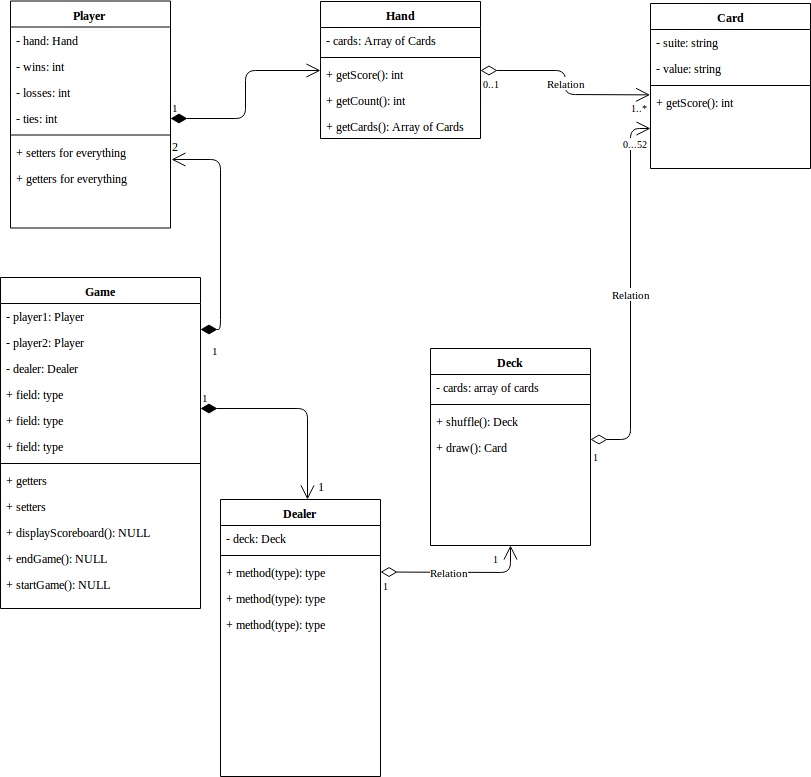 Player
- hand: Hand
- wins: int
- losses: int
- ties: int
+ setters for everything
+ getters for everything
1
2
Hand
- cards: Array of Cards
+ getScore(): int
+ getCount(): int
+ getCards(): Array of Cards
0..1
Relation
1..*
Card
- suite: string
- value: string
+ getScore(): int
0...52
Relation
Game
- player1: Player
- player2: Player
- dealer: Dealer
+ field: type
+ field: type
+ field: type
+ getters
+ setters
+ displayScoreboard(): NULL
+ endGame(): NULL
+ startGame(): NULL
1
1
1
Dealer
- deck: Deck
+ method(type): type
+ method(type): type
+ method(type): type
1
Relation
1
Deck
- cards: array of cards
+ shuffle(): Deck
+ draw(): Card
1